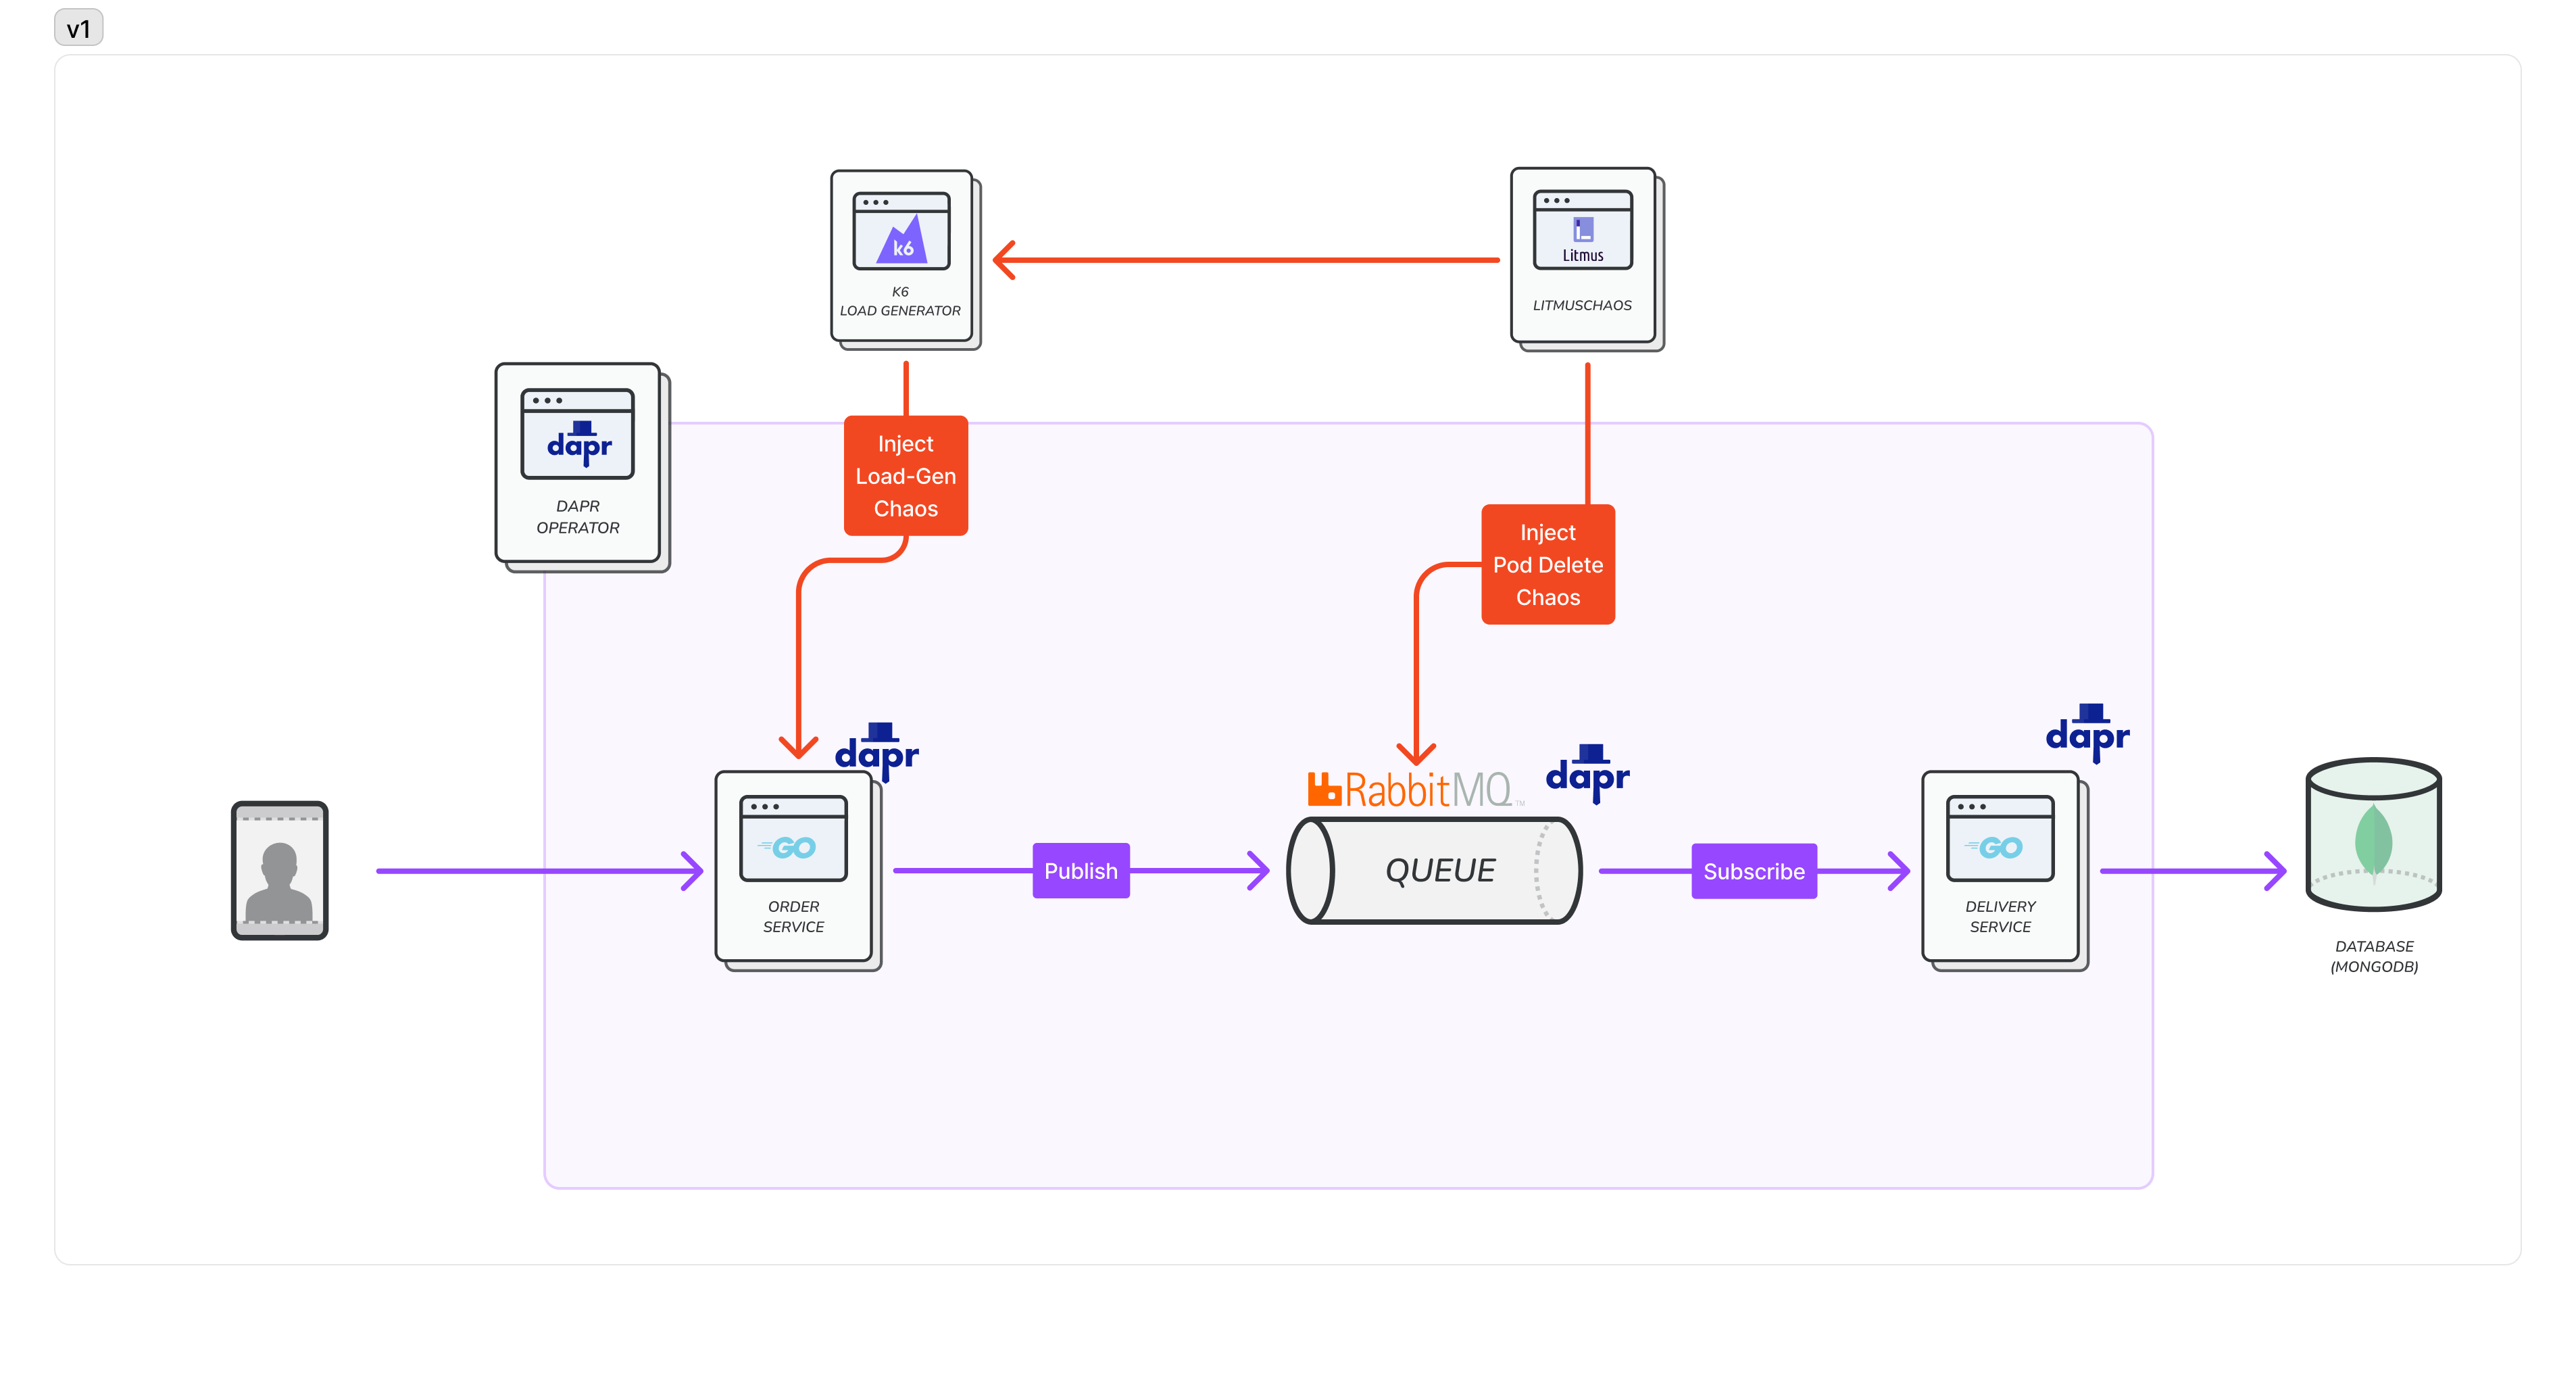 v1
k6
K6
LOAD GENERATOR
Litmus
LITMUSCHAOS
dapr
DAPR
OPERATOR
Inject
Load-Gen
Chaos
Inject
Pod Delete
Chaos
dapr
RabbitMQ™
dapr
dapr
GO
ORDER
SERVICE
Publish
QUEUE
Subscribe
GO
DELIVERY
SERVICE
DATABASE
(MONGODB)